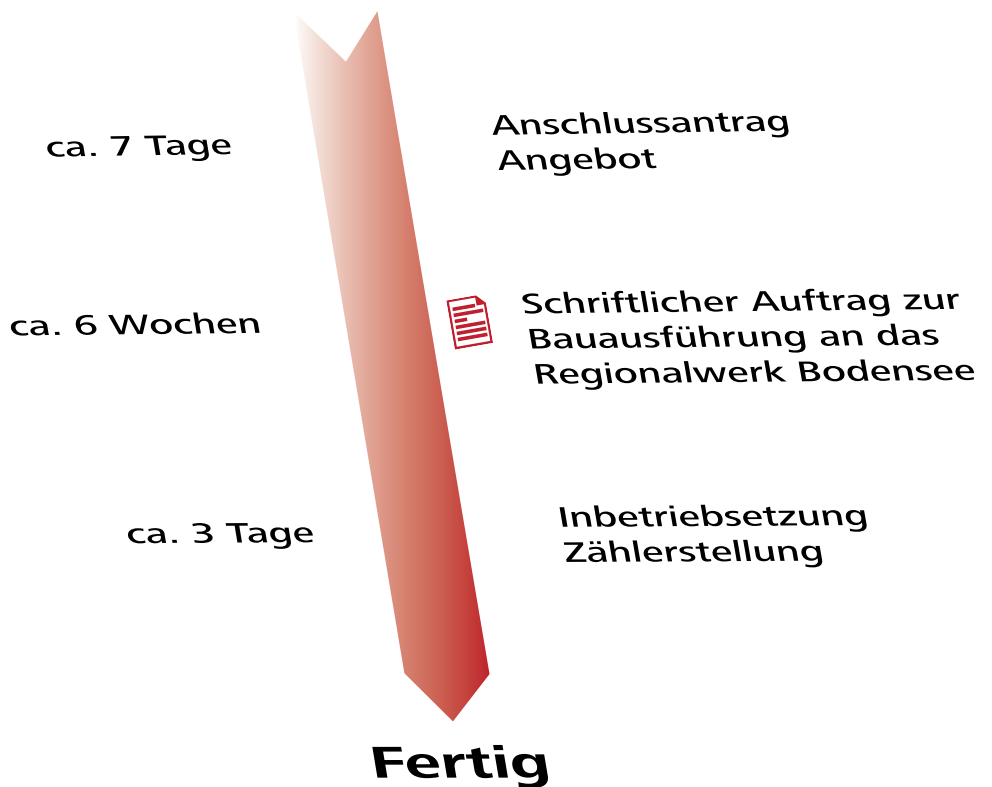 ca. 7 Tage
Anschlussantrag
Angebot
ca. 6 Wochen
Schriftlicher Auftrag zur
Bauausführung an das
Regionalwerk Bodensee
ca. 3 Tage
Inbetriebsetzung
Zählerstellung
Fertig